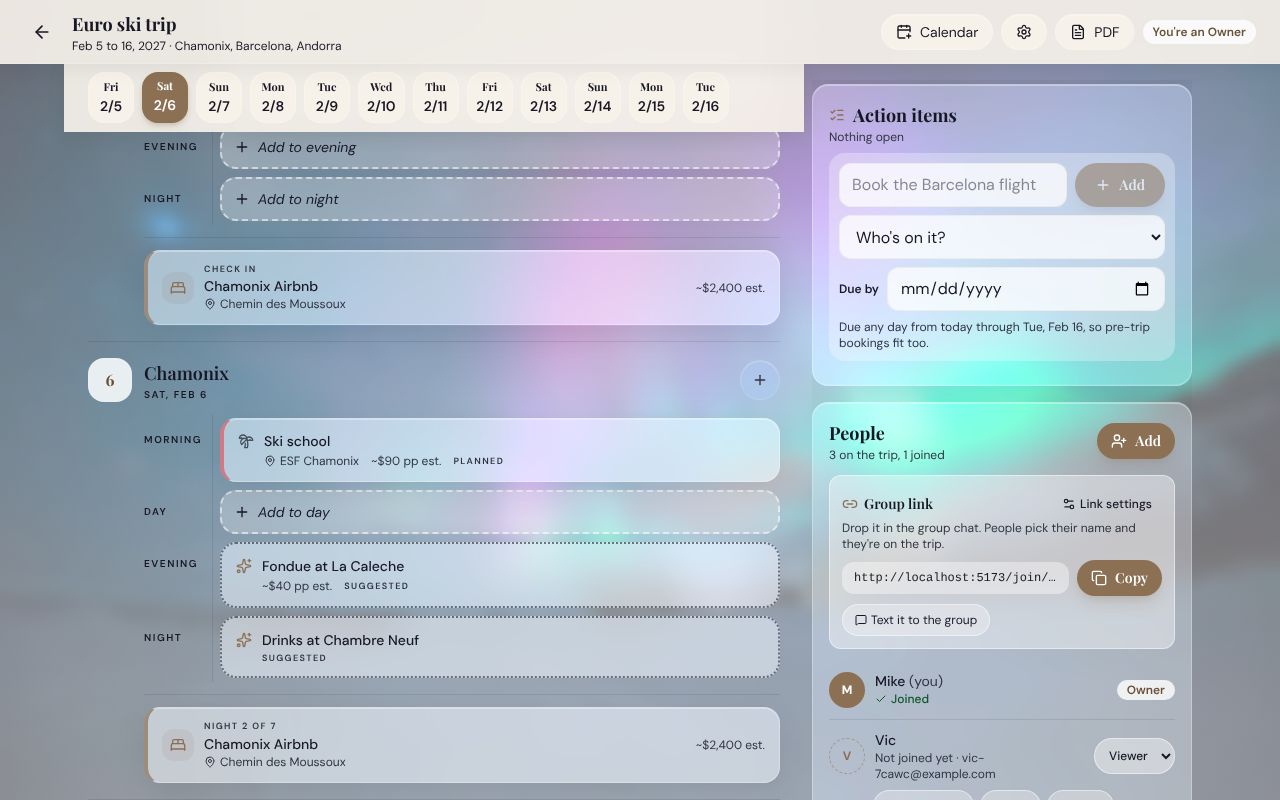 Euro ski trip
Feb 5 to 16, 2027 · Chamonix, Barcelona, Andorra
Calendar
PDF
You're an Owner
Fri 2/5
Sat 2/6
Sun 2/7
Mon 2/8
Tue 2/9
Wed 2/10
Thu 2/11
Fri 2/12
Sat 2/13
Sun 2/14
Mon 2/15
Tue 2/16
EVENING
Add to evening
NIGHT
Add to night
CHECK IN
Chamonix Airbnb
Chemin des Moussoux
~$2,400 est.
6
Chamonix
SAT, FEB 6
MORNING
Ski school
ESF Chamonix ~$90 pp est. PLANNED
DAY
Add to day
EVENING
Fondue at La Caleche
~$40 pp est. SUGGESTED
NIGHT
Drinks at Chambre Neuf
SUGGESTED
NIGHT 2 OF 7
Chamonix Airbnb
Chemin des Moussoux
~$2,400 est.
Action items
Nothing open
Book the Barcelona flight
Add
Who's on it?
Due by
mm/dd/yyyy
Due any day from today through Tue, Feb 16, so pre-trip
bookings fit too.
People
3 on the trip, 1 joined
Add
Group link
Link settings
Drop it in the group chat. People pick their name and
they're on the trip.
http://localhost:5173/join/…
Copy
Text it to the group
M
Mike (you)
Joined
Owner
V
Vic
Not joined yet · vic-
7cawc@example.com
Viewer